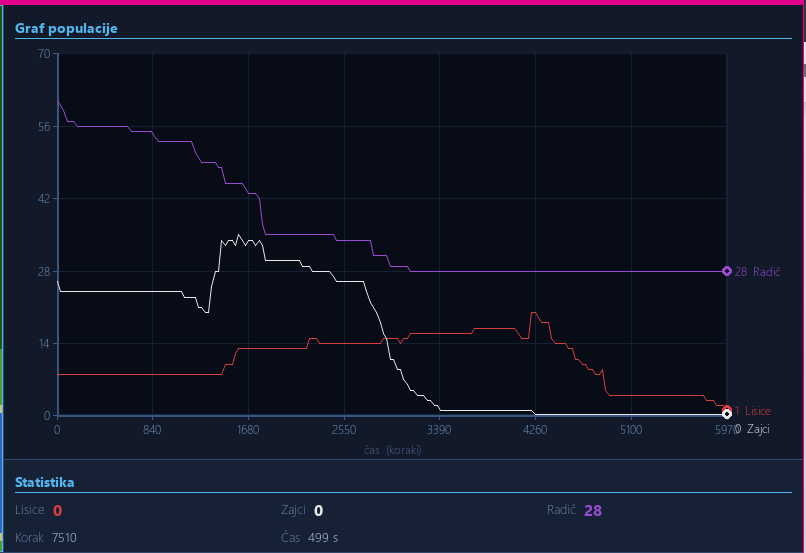 Graf populacije
70
56
42
28
14
0
28 Radič
1 Lisice
0 Zajci
0 840 1680 2550 3390 4260 5100 5970
čas (koraki)
Statistika
Lisice 0 Zajci 0 Radič 28
Korak 7510 Čas 499 s